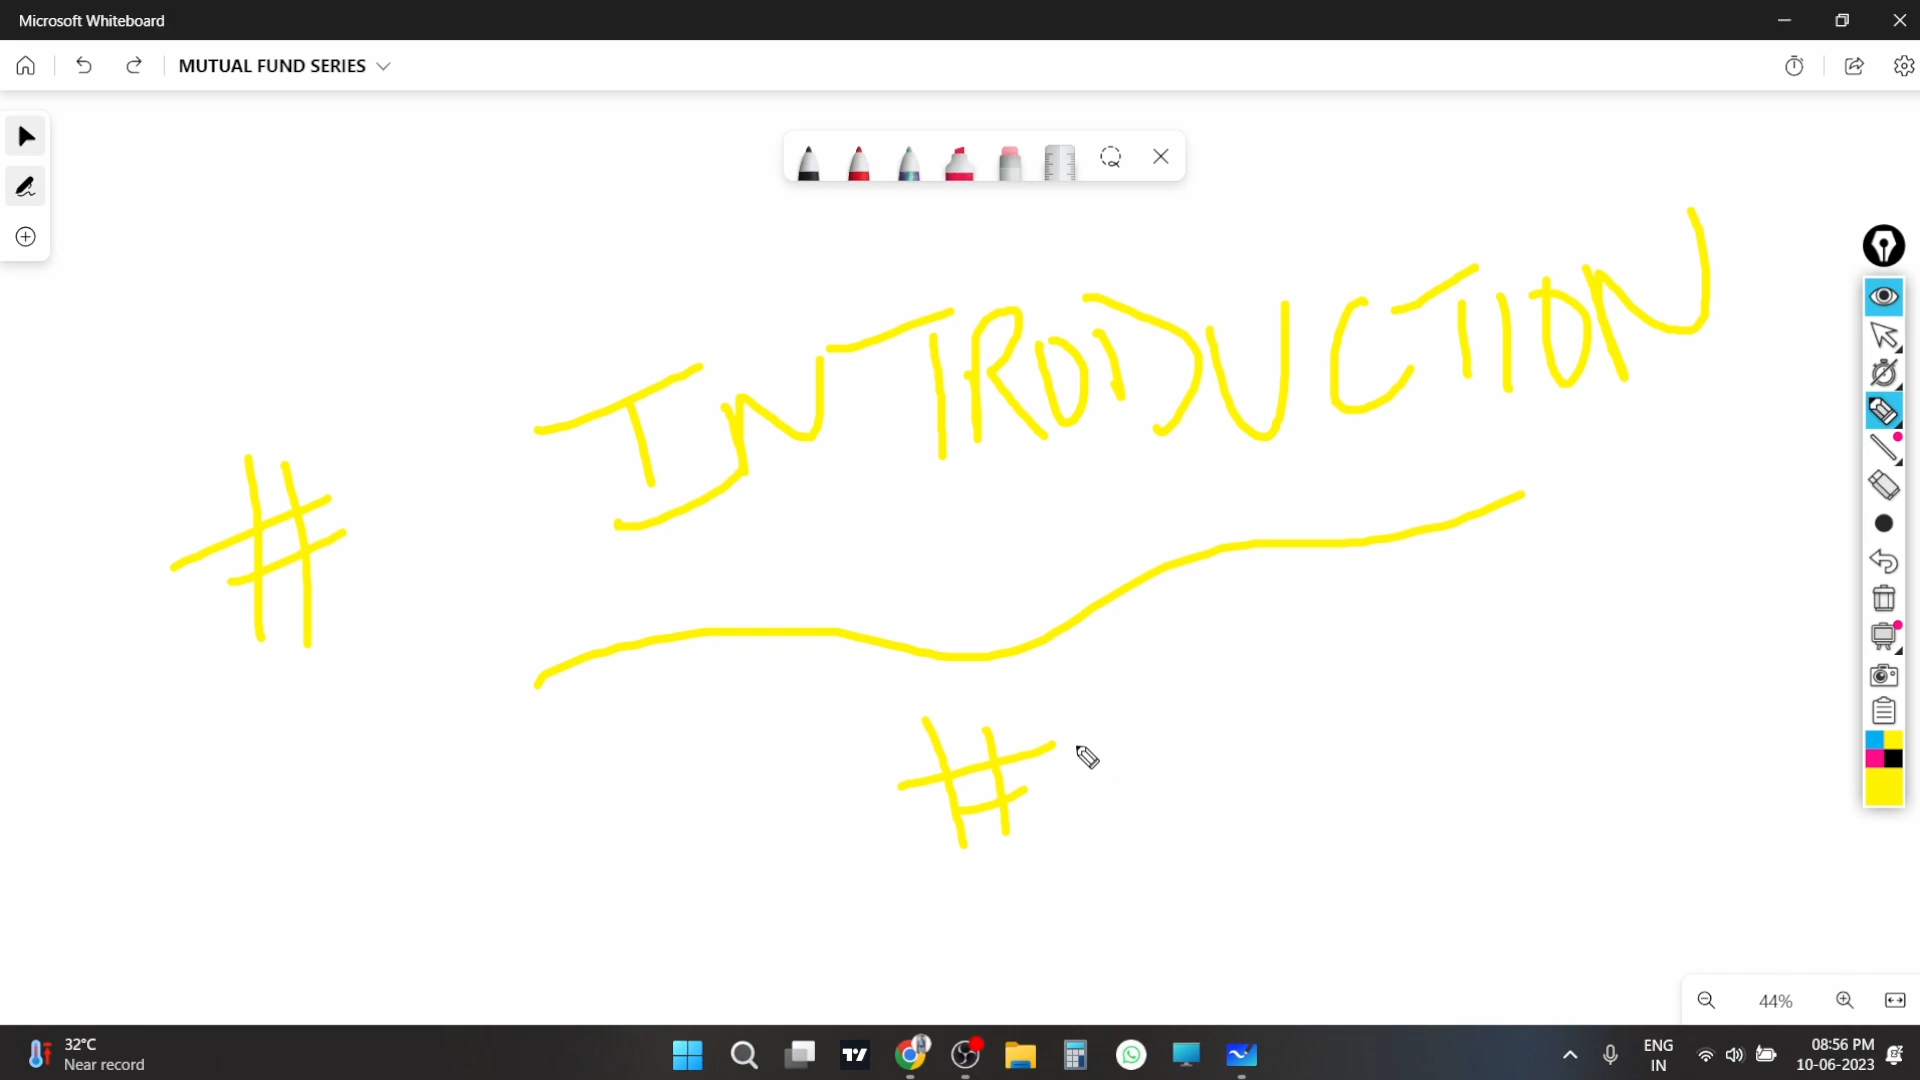 Microsoft Whiteboard
MUTUAL FUND SERIES
INTRODUCTION
#
#
44%
32°C
Near record
ENG
IN
08:56 PM
10-06-2023